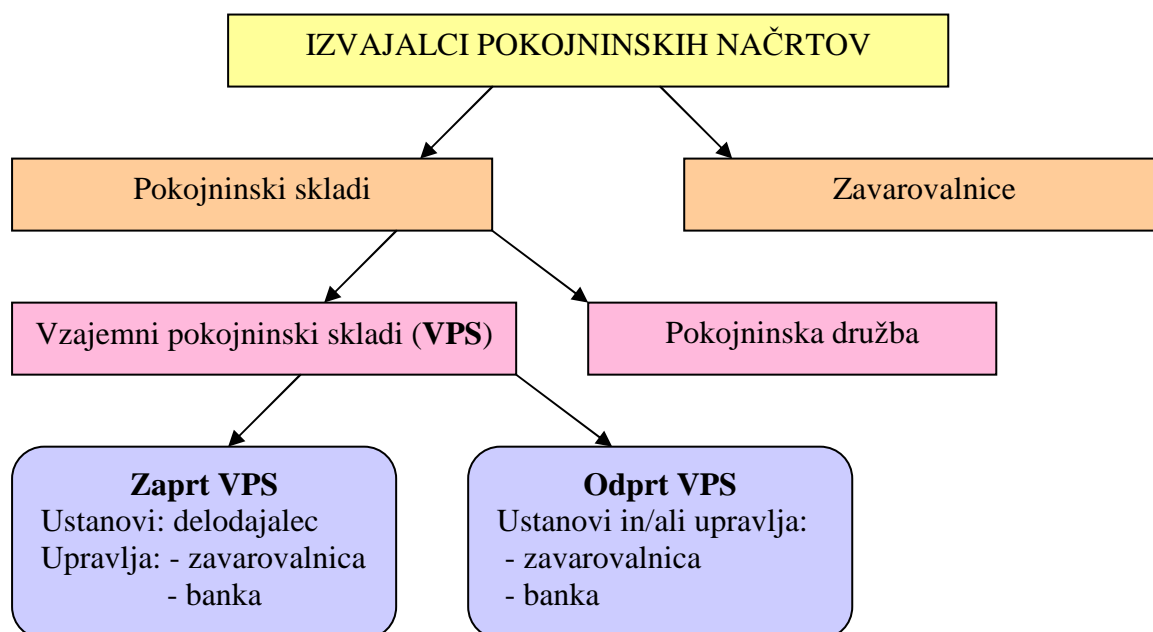 IZVAJALCI POKOJNINSKIH NAČRTOV
Pokojninski skladi
Zavarovalnice
Vzajemni pokojninski skladi (VPS)
Pokojninska družba
Zaprt VPS
Ustanovi: delodajalec
Upravlja: - zavarovalnica
- banka
Odprt VPS
Ustanovi in/ali upravlja:
- zavarovalnica
- banka